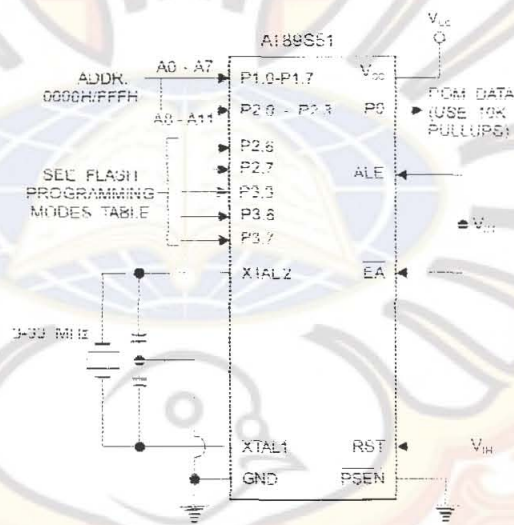 AT89S51
VCC
ADDR.
0000H/FFFH
A0 - A7
P1.0-P1.7
VCC
A8 - A11
P2.0 - P2.3
P0
PGM DATA
(USE 10K
PULLUPS)
P2.6
P2.7
ALE
SEE FLASH
PROGRAMMING
MODES TABLE
P3.3
P3.6
P3.7
XTAL2
EA
3-33 MHz
XTAL1
RST
VIH
GND
PSEN